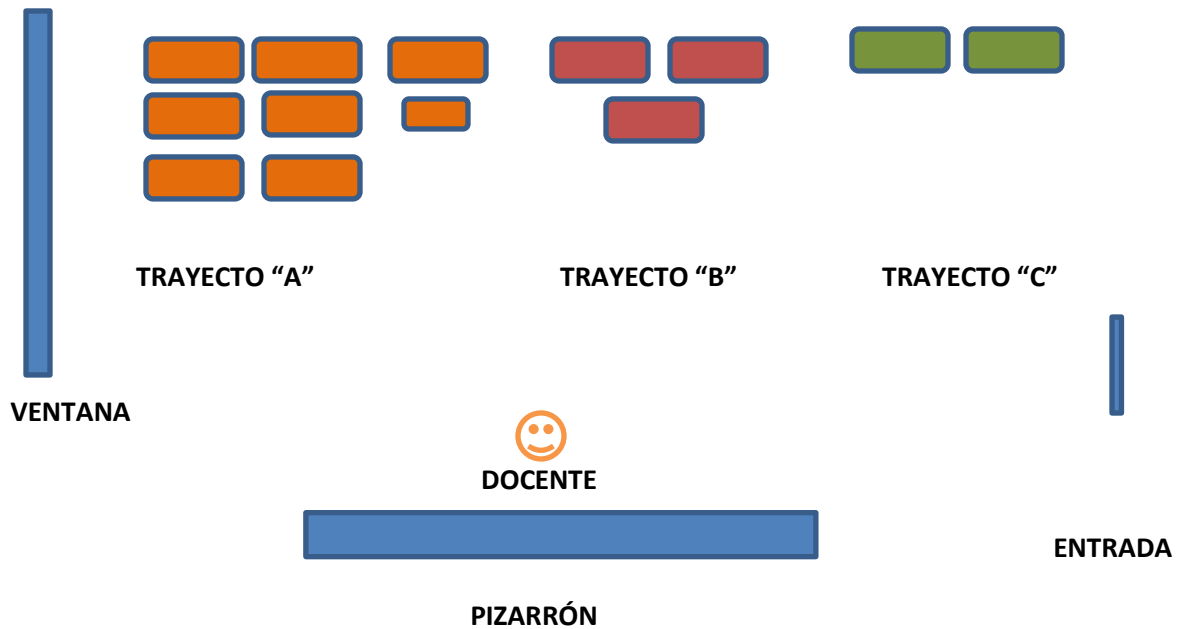 TRAYECTO “A”
TRAYECTO “B”
TRAYECTO “C”
VENTANA
DOCENTE
ENTRADA
PIZARRÓN